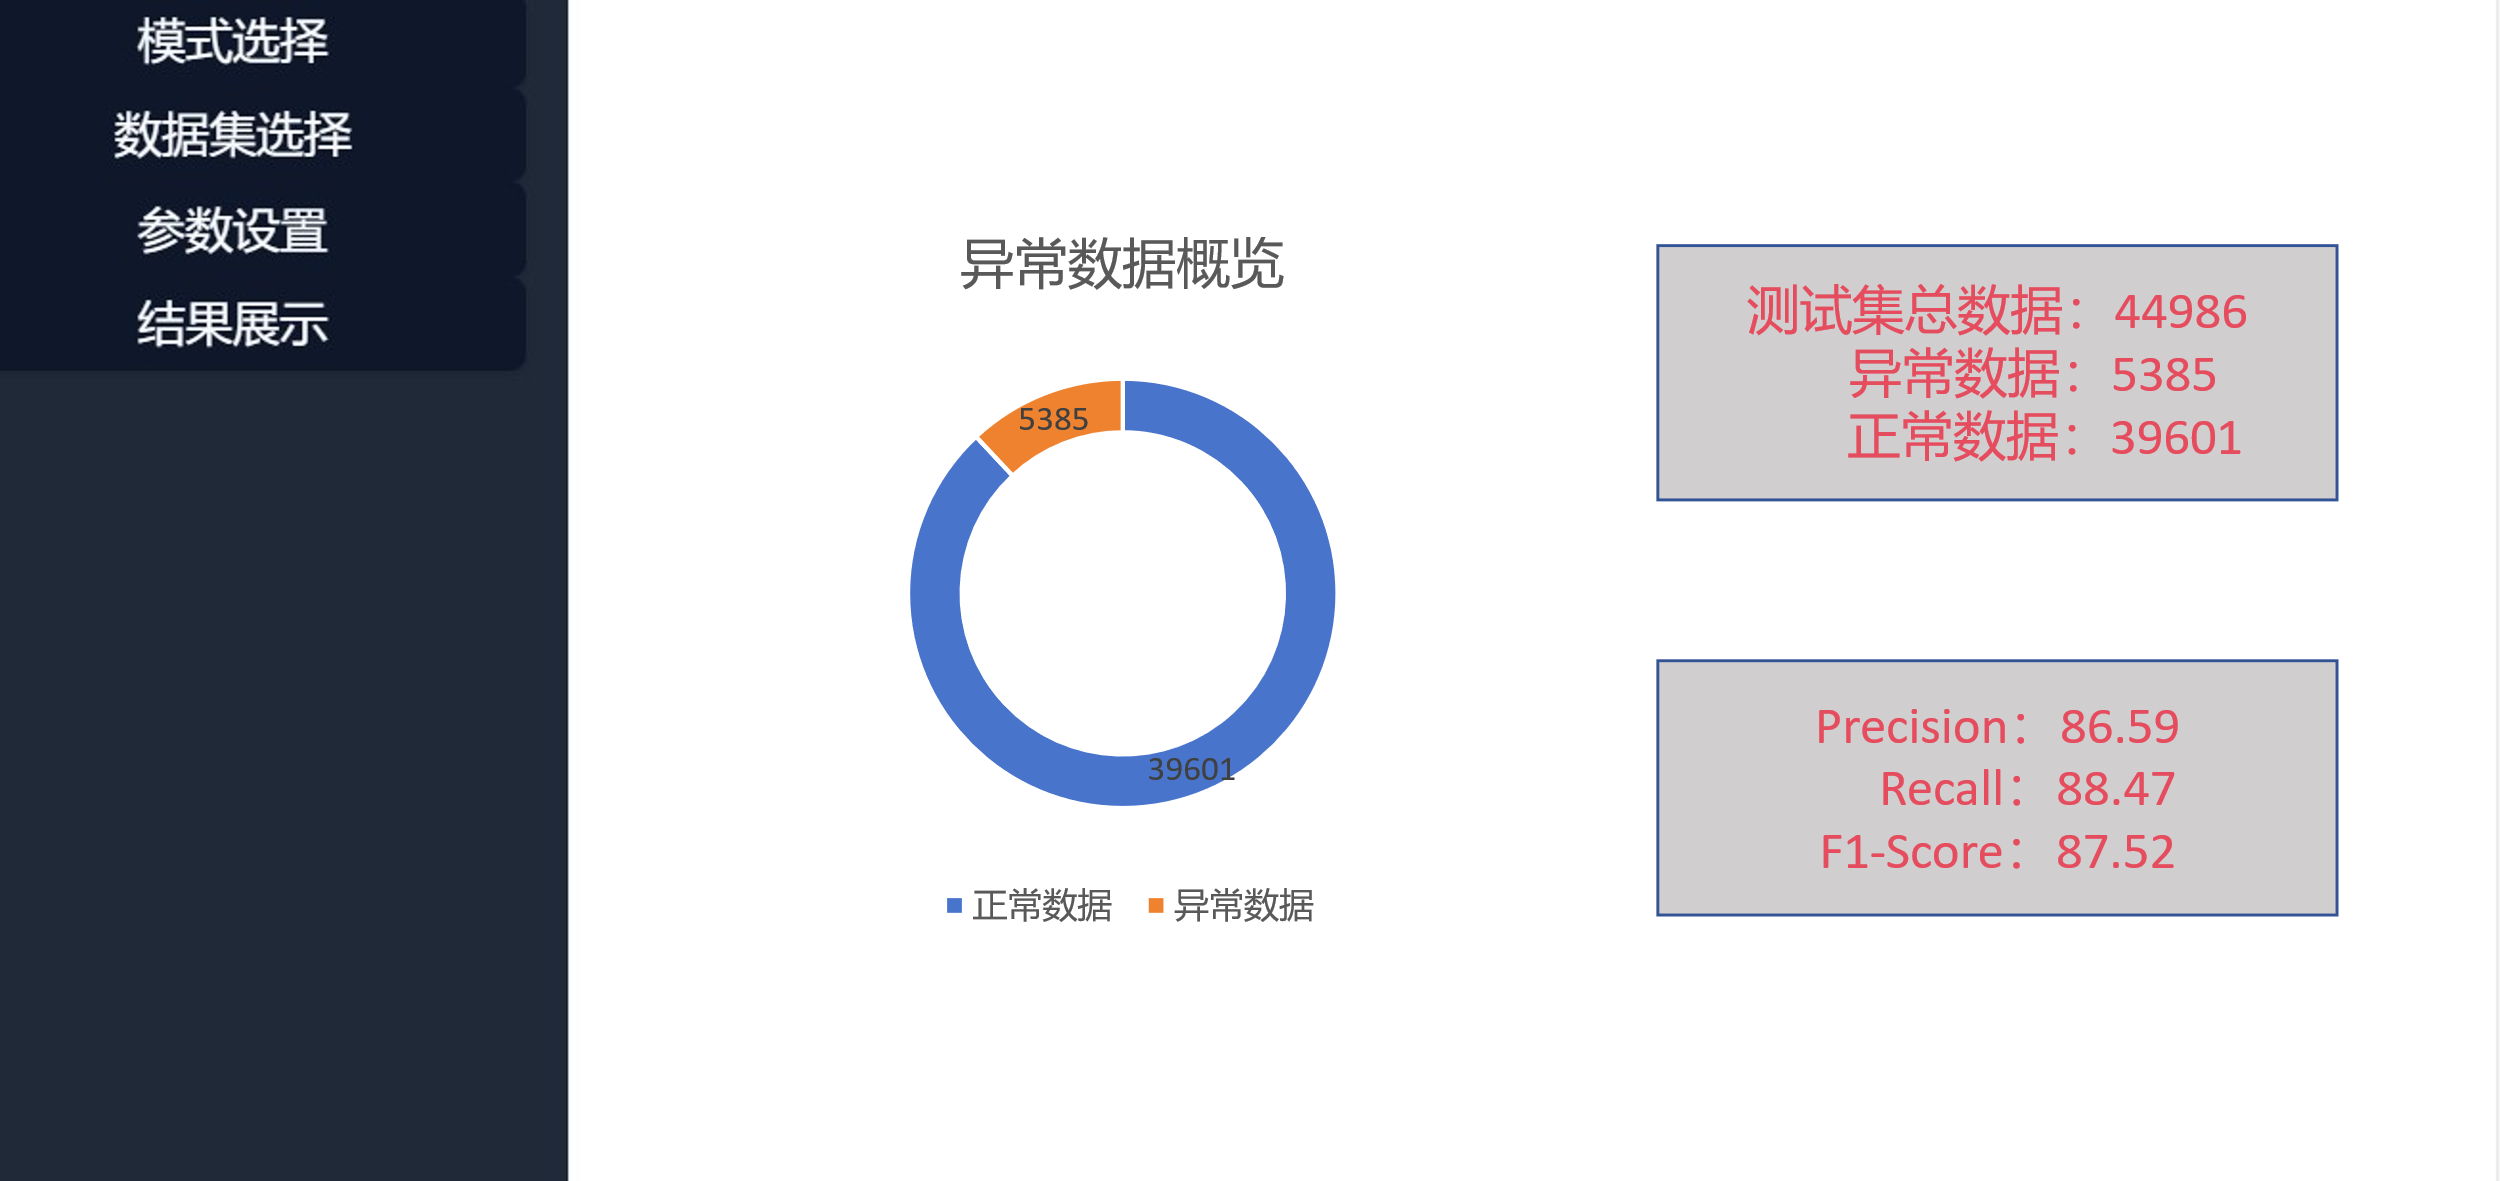 模式选择
数据集选择
参数设置
结果展示
异常数据概览
5385
39601
正常数据
异常数据
测试集总数据：44986
异常数据：5385
正常数据：39601
Precision：86.59
Recall：88.47
F1-Score：87.52